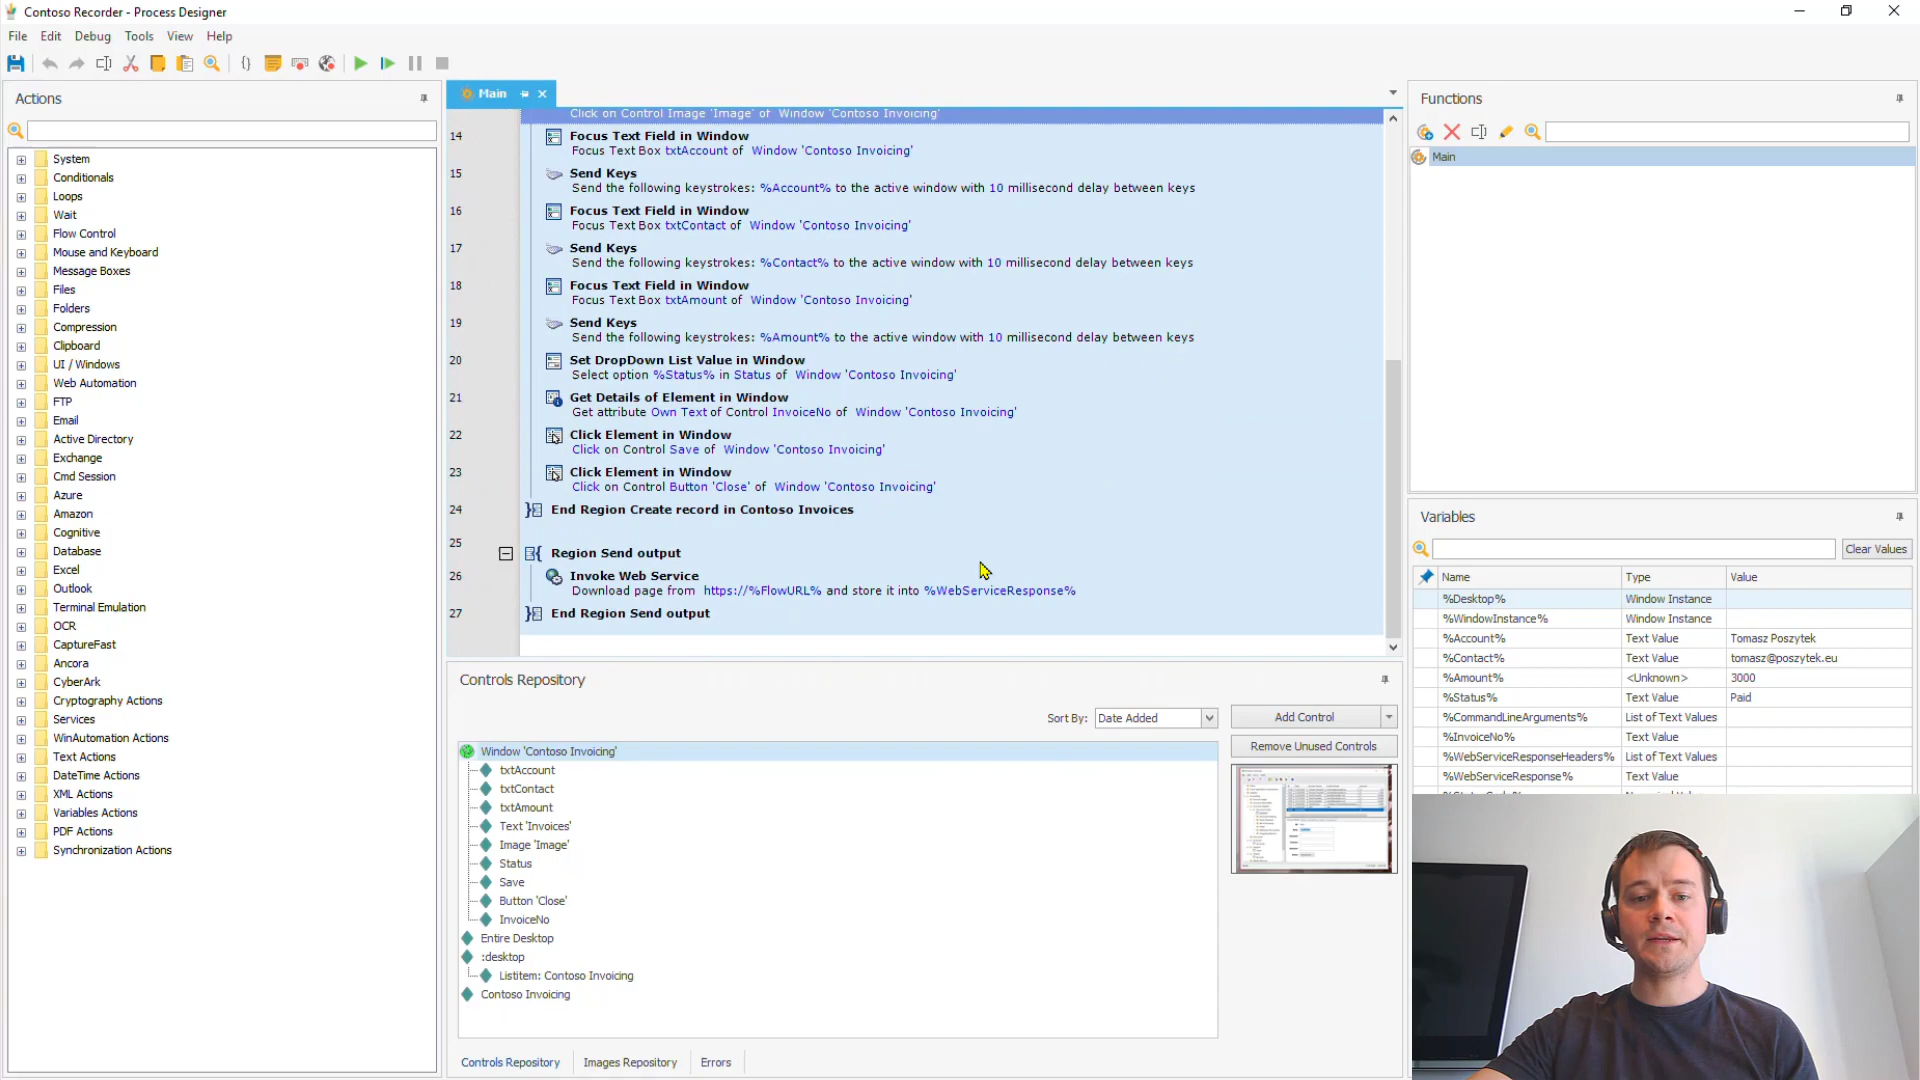 Contoso Recorder - Process Designer
File Edit Debug Tools View Help
Actions
System
Conditionals
Loops
Wait
Flow Control
Mouse and Keyboard
Message Boxes
Files
Folders
Compression
Clipboard
UI / Windows
Web Automation
FTP
Email
Active Directory
Exchange
Cmd Session
Azure
Amazon
Cognitive
Database
Excel
Outlook
Terminal Emulation
OCR
CaptureFast
Ancora
CyberArk
Cryptography Actions
Services
WinAutomation Actions
Text Actions
DateTime Actions
XML Actions
Variables Actions
PDF Actions
Synchronization Actions
Main
Click on Control Image 'Image' of Window 'Contoso Invoicing'
14 Focus Text Field in Window
Focus Text Box txtAccount of Window 'Contoso Invoicing'
15 Send Keys
Send the following keystrokes: %Account% to the active window with 10 millisecond delay between keys
16 Focus Text Field in Window
Focus Text Box txtContact of Window 'Contoso Invoicing'
17 Send Keys
Send the following keystrokes: %Contact% to the active window with 10 millisecond delay between keys
18 Focus Text Field in Window
Focus Text Box txtAmount of Window 'Contoso Invoicing'
19 Send Keys
Send the following keystrokes: %Amount% to the active window with 10 millisecond delay between keys
20 Set DropDown List Value in Window
Select option %Status% in Status of Window 'Contoso Invoicing'
21 Get Details of Element in Window
Get attribute Own Text of Control InvoiceNo of Window 'Contoso Invoicing'
22 Click Element in Window
Click on Control Save of Window 'Contoso Invoicing'
23 Click Element in Window
Click on Control Button 'Close' of Window 'Contoso Invoicing'
24 End Region Create record in Contoso Invoices
25 Region Send output
26 Invoke Web Service
Download page from https://%FlowURL% and store it into %WebServiceResponse%
27 End Region Send output
Controls Repository
Sort By: Date Added
Add Control
Remove Unused Controls
Window 'Contoso Invoicing'
txtAccount
txtContact
txtAmount
Text 'Invoices'
Image 'Image'
Status
Save
Button 'Close'
InvoiceNo
Entire Desktop
:desktop
Listitem: Contoso Invoicing
Contoso Invoicing
Controls Repository Images Repository Errors
Functions
Main
Variables
Clear Values
Name Type Value
%Desktop% Window Instance
%WindowInstance% Window Instance
%Account% Text Value Tomasz Poszytek
%Contact% Text Value tomasz@poszytek.eu
%Amount% <Unknown> 3000
%Status% Text Value Paid
%CommandLineArguments% List of Text Values
%InvoiceNo% Text Value
%WebServiceResponseHeaders% List of Text Values
%WebServiceResponse% Text Value